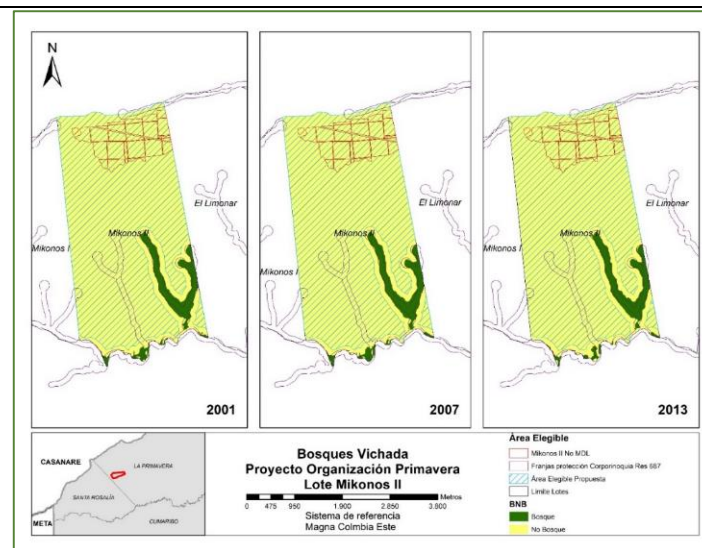 N
El Limonar
Mikonos II
Mikonos I
2001
El Limonar
Mikonos II
Mikonos I
2007
El Limonar
Mikonos II
Mikonos I
2013
CASANARE
LA PRIMAVERA
SANTA ROSALÍA
META
CUMARIBO
Bosques Vichada
Proyecto Organización Primavera
Lote Mikonos II
Metros
0 475 950 1.900 2.850 3.800
Sistema de referencia
Magna Colmbia Este
Área Elegible
Mikonos II No MDL
Franjas protección Corporinoquia Res 667
Área Elegible Propuesta
Límite Lotes
BNB
Bosque
No Bosque